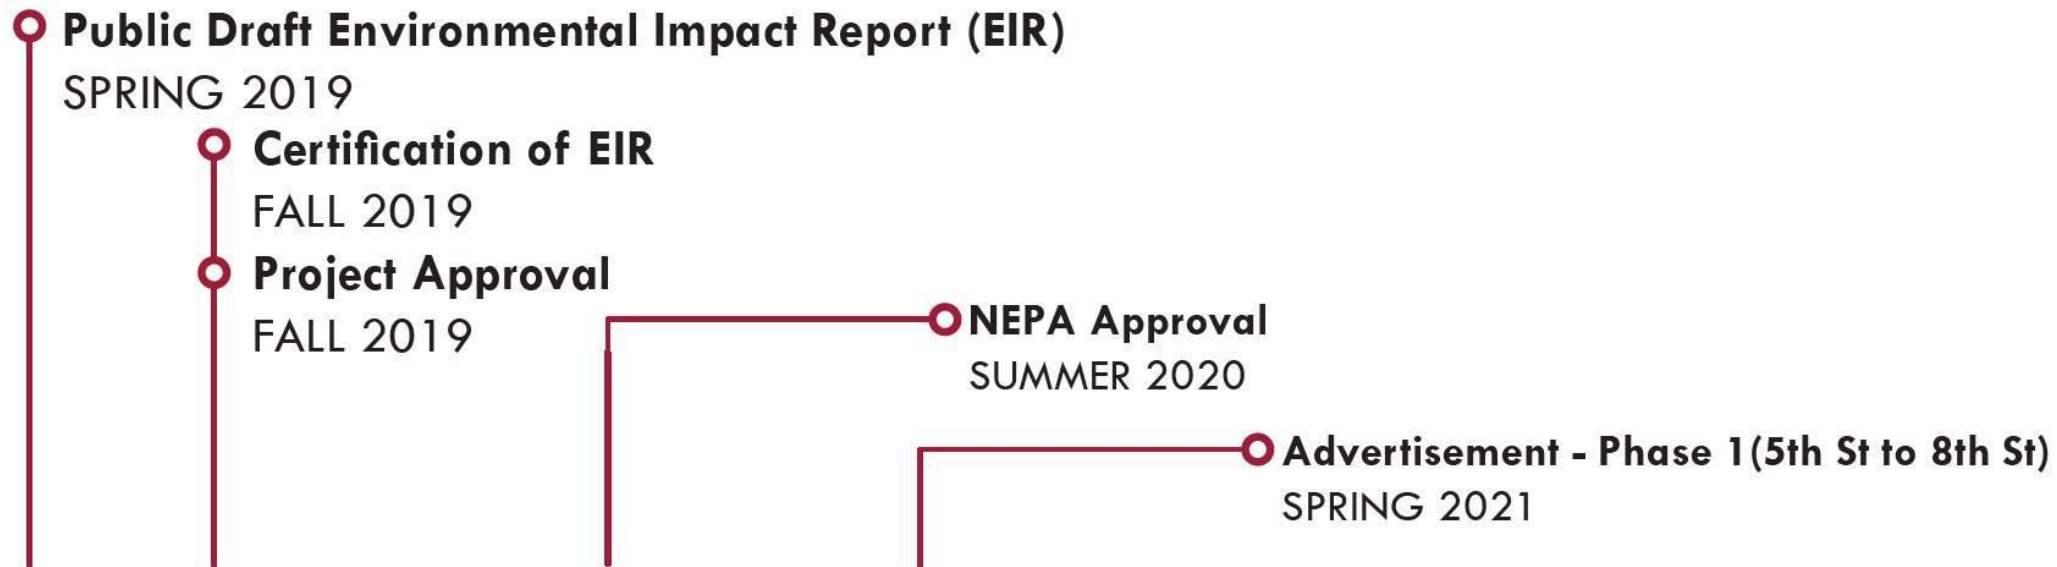 Public Draft Environmental Impact Report (EIR)
SPRING 2019
Certification of EIR
FALL 2019
Project Approval
FALL 2019
NEPA Approval
SUMMER 2020
Advertisement - Phase 1(5th St to 8th St)
SPRING 2021